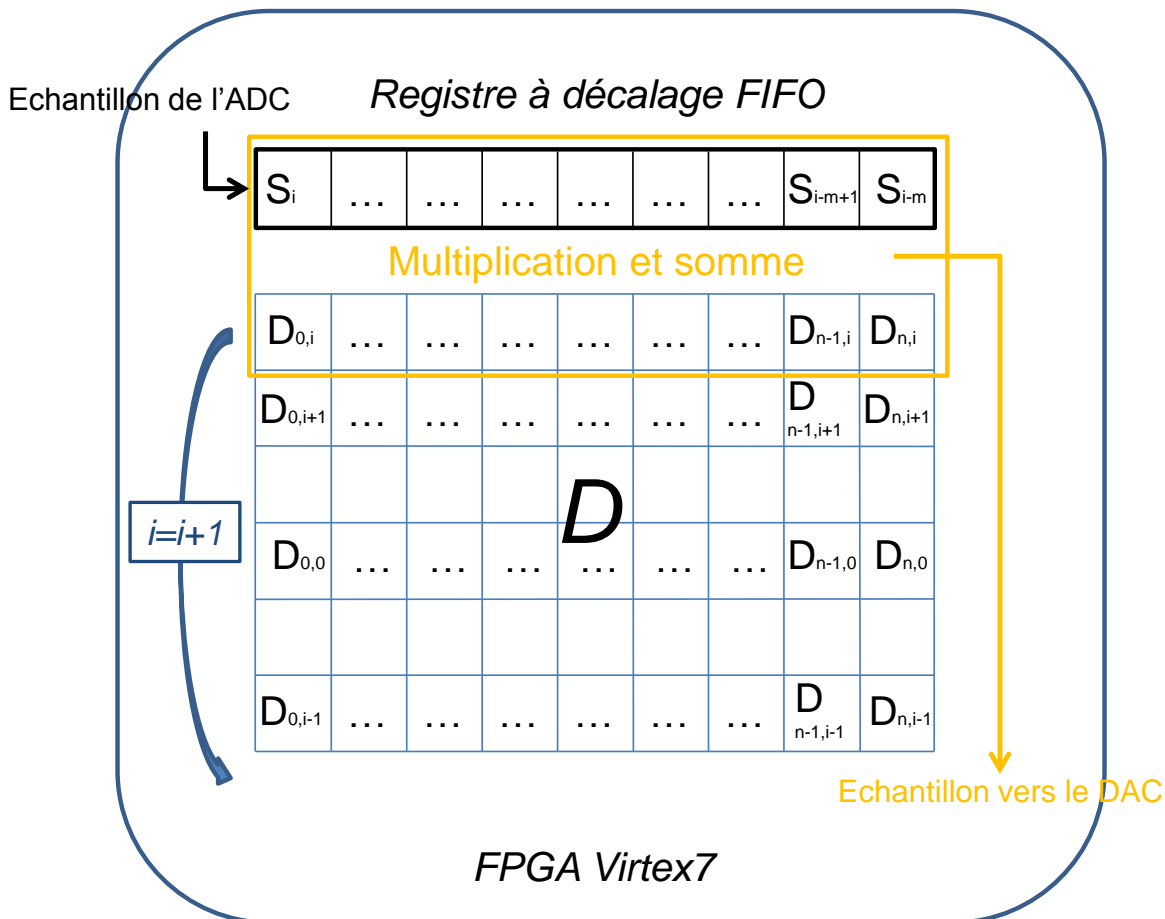 Registre à décalage FIFO
Echantillon de l'ADC
Si ... ... ... ... ... ... Si-m+1 Si-m
Multiplication et somme
D0,i ... ... ... ... ... ... Dn-1,i Dn,i
D0,i+1 ... ... ... ... ... ... D n-1,i+1 Dn,i+1
D
i=i+1
D0,0 ... ... ... ... ... ... Dn-1,0 Dn,0
D0,i-1 ... ... ... ... ... ... D n-1,i-1 Dn,i-1
Echantillon vers le DAC
FPGA Virtex7